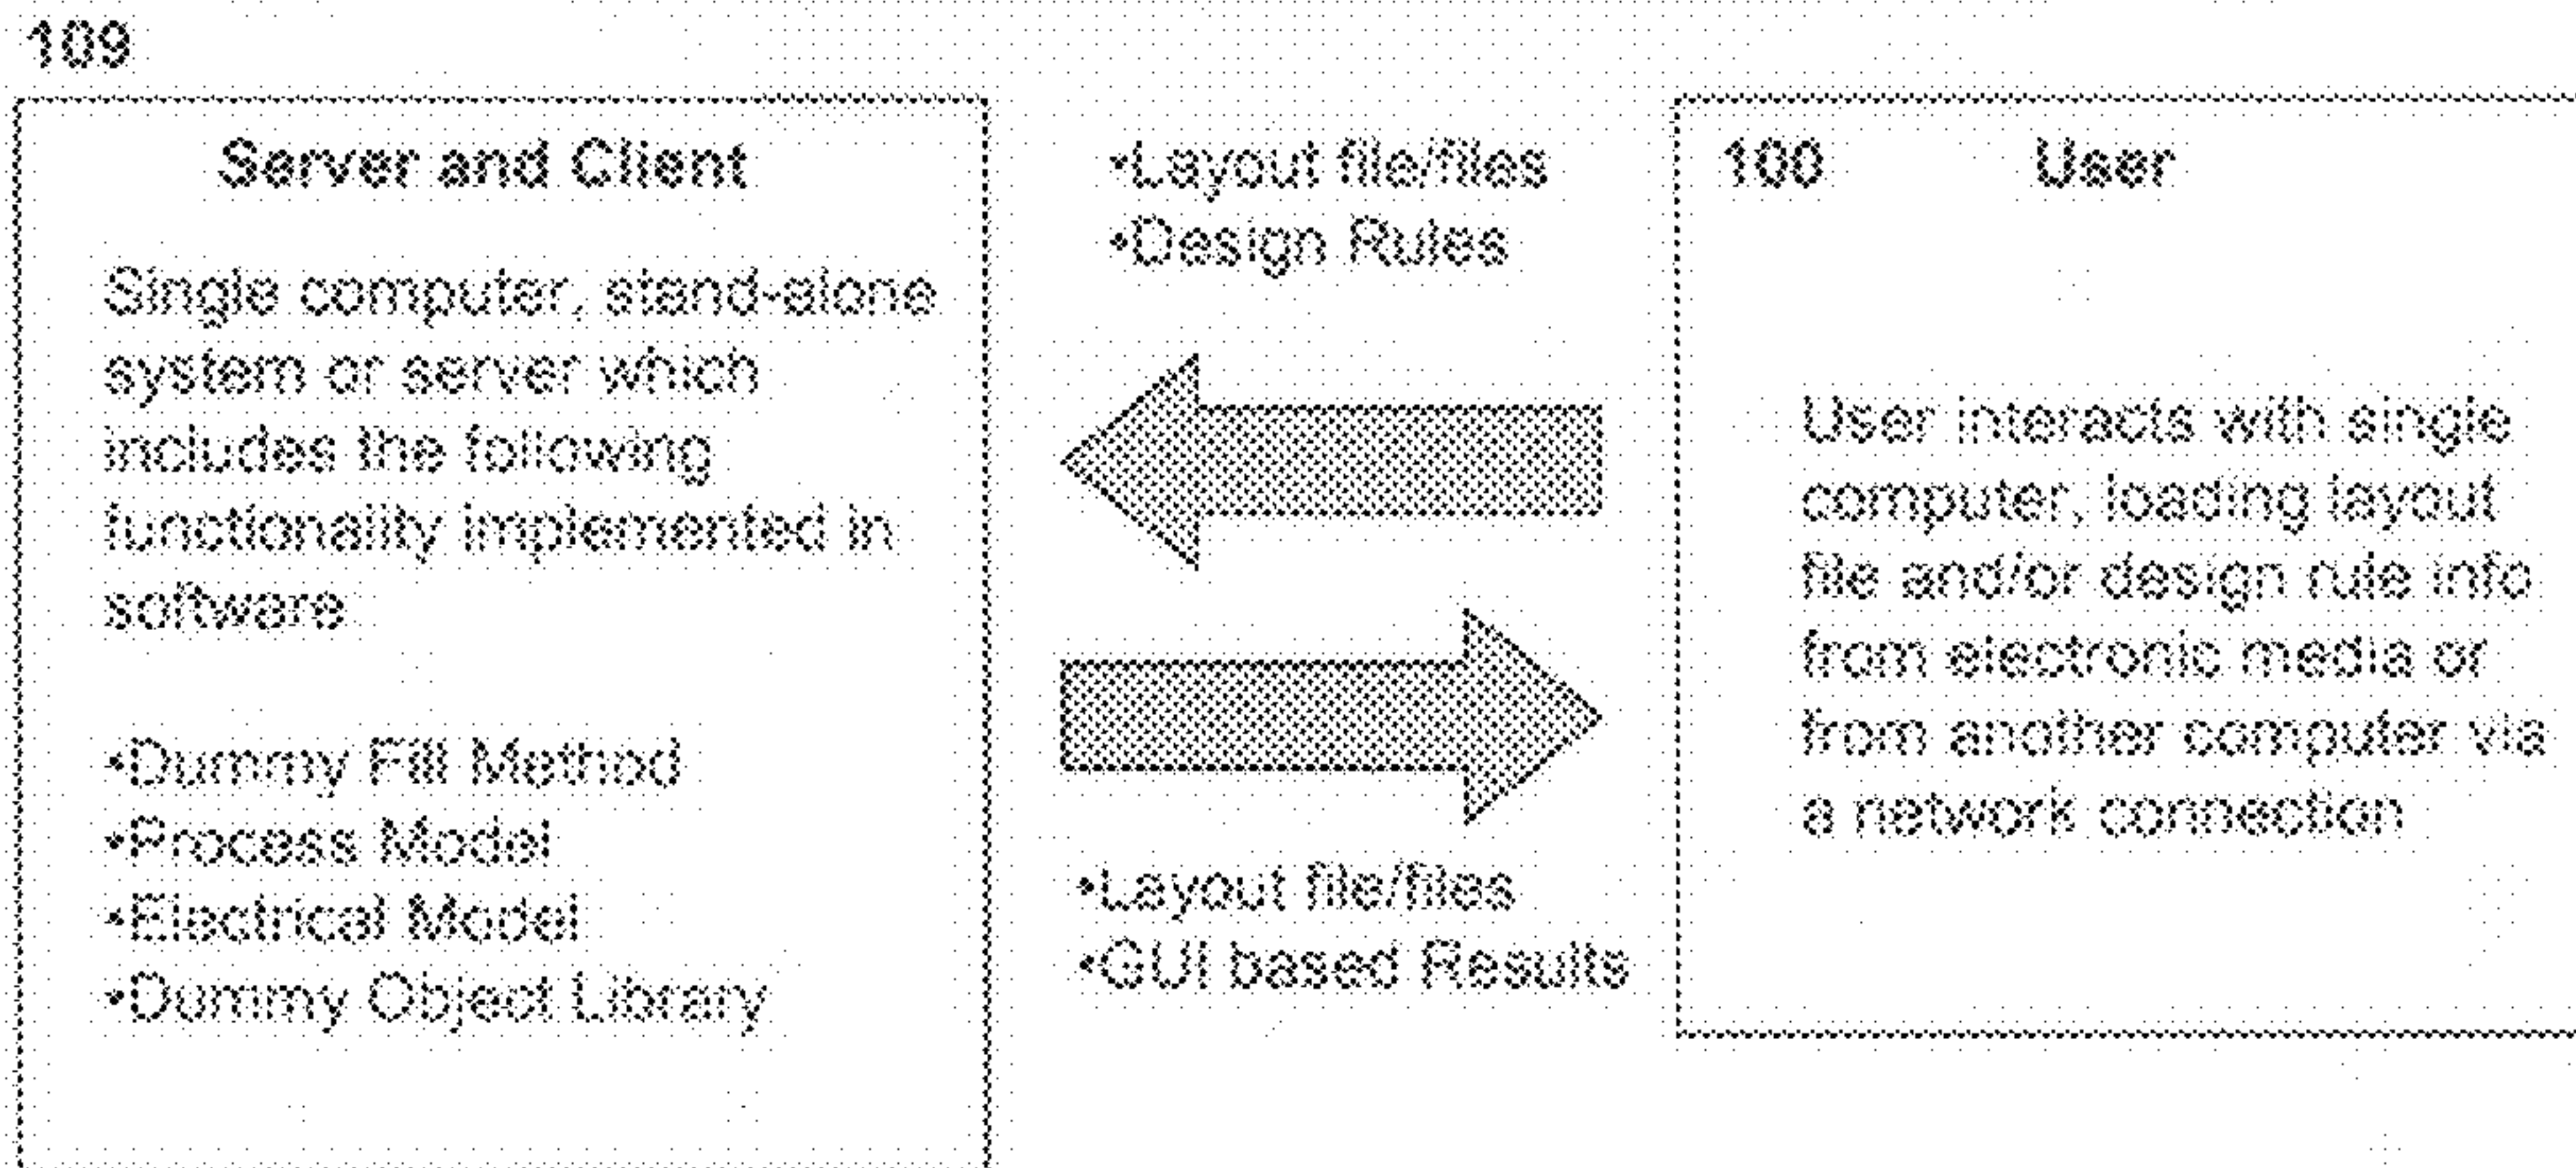 109
Server and Client
Single computer, stand-alone
system or server which
includes the following
functionality implemented in
software
•Dummy Fill Method
•Process Model
•Electrical Model
•Dummy Object Library
•Layout file/files
•Design Rules
•Layout file/files
•GUI based Results
100 User
User interacts with single
computer, loading layout
file and/or design rule info
from electronic media or
from another computer via
a network connection